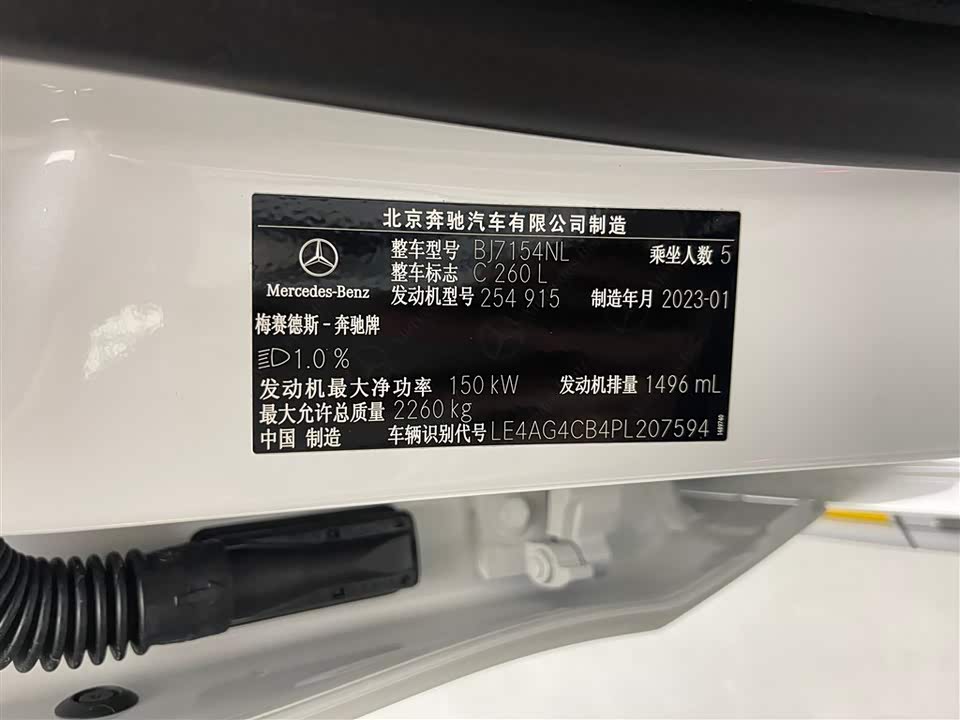 北京奔驰汽车有限公司制造
整车型号 BJ7154NL 乘坐人数 5
整车标志 C 260 L
Mercedes-Benz
发动机型号 254 915 制造年月 2023-01
梅赛德斯-奔驰牌
1.0 %
发动机最大净功率 150 kW 发动机排量 1496 mL
最大允许总质量 2260 kg
中国 制造 车辆识别代号 LE4AG4CB4PL207594